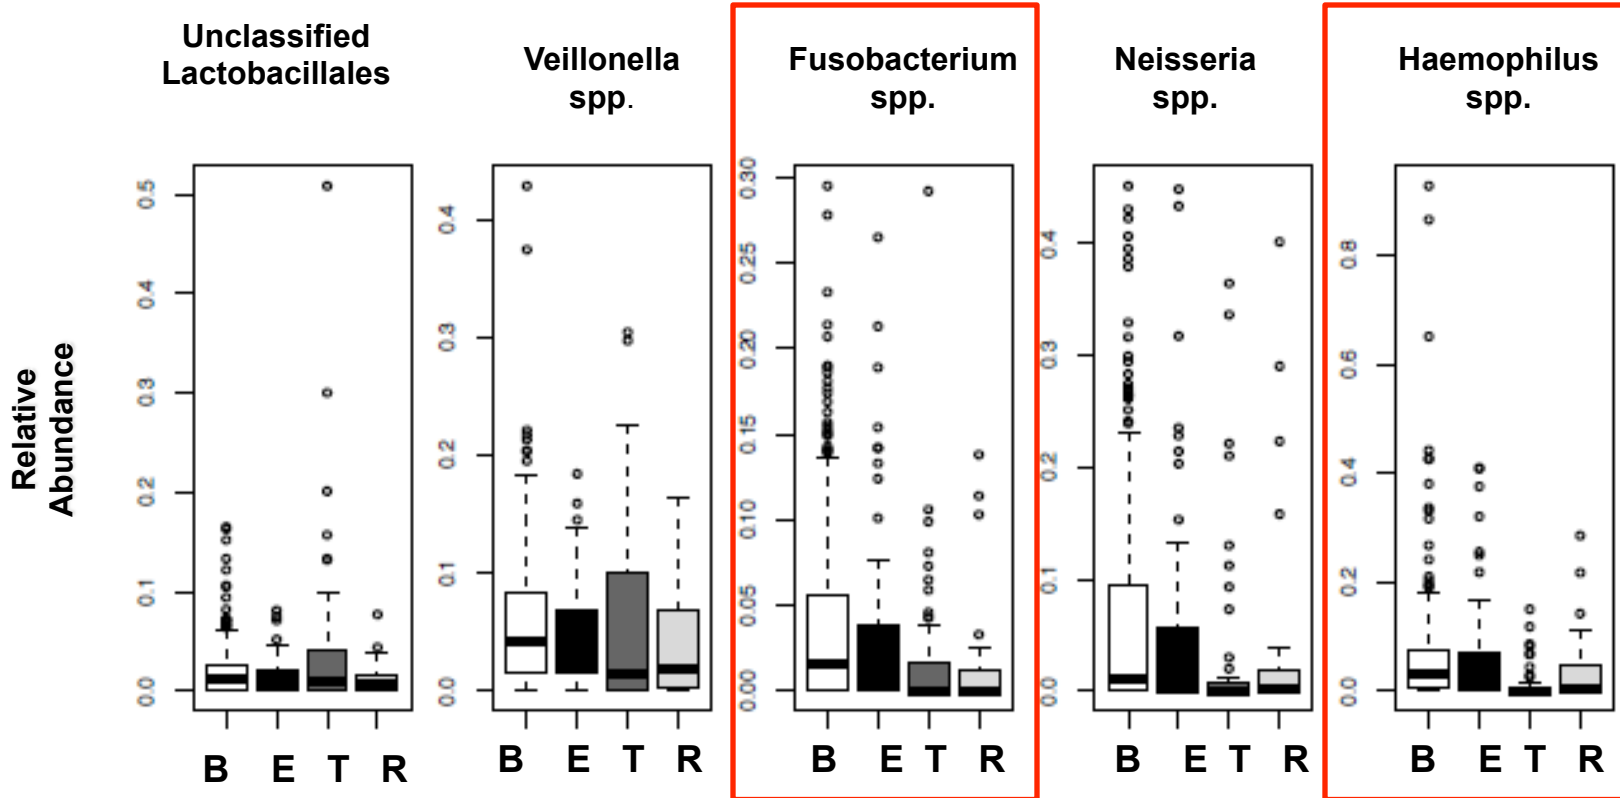 Unclassified
Lactobacillales
Veillonella
spp.
Fusobacterium
spp.
Neisseria
spp.
Haemophilus
spp.
Relative
Abundance
0.5
0.4
0.3
0.2
0.1
0.0
B E T R
0.4
0.3
0.2
0.1
0.0
B E T R
0.30
0.25
0.20
0.15
0.10
0.05
0.00
B E T R
0.4
0.3
0.2
0.1
0.0
B E T R
0.8
0.6
0.4
0.2
0.0
B E T R